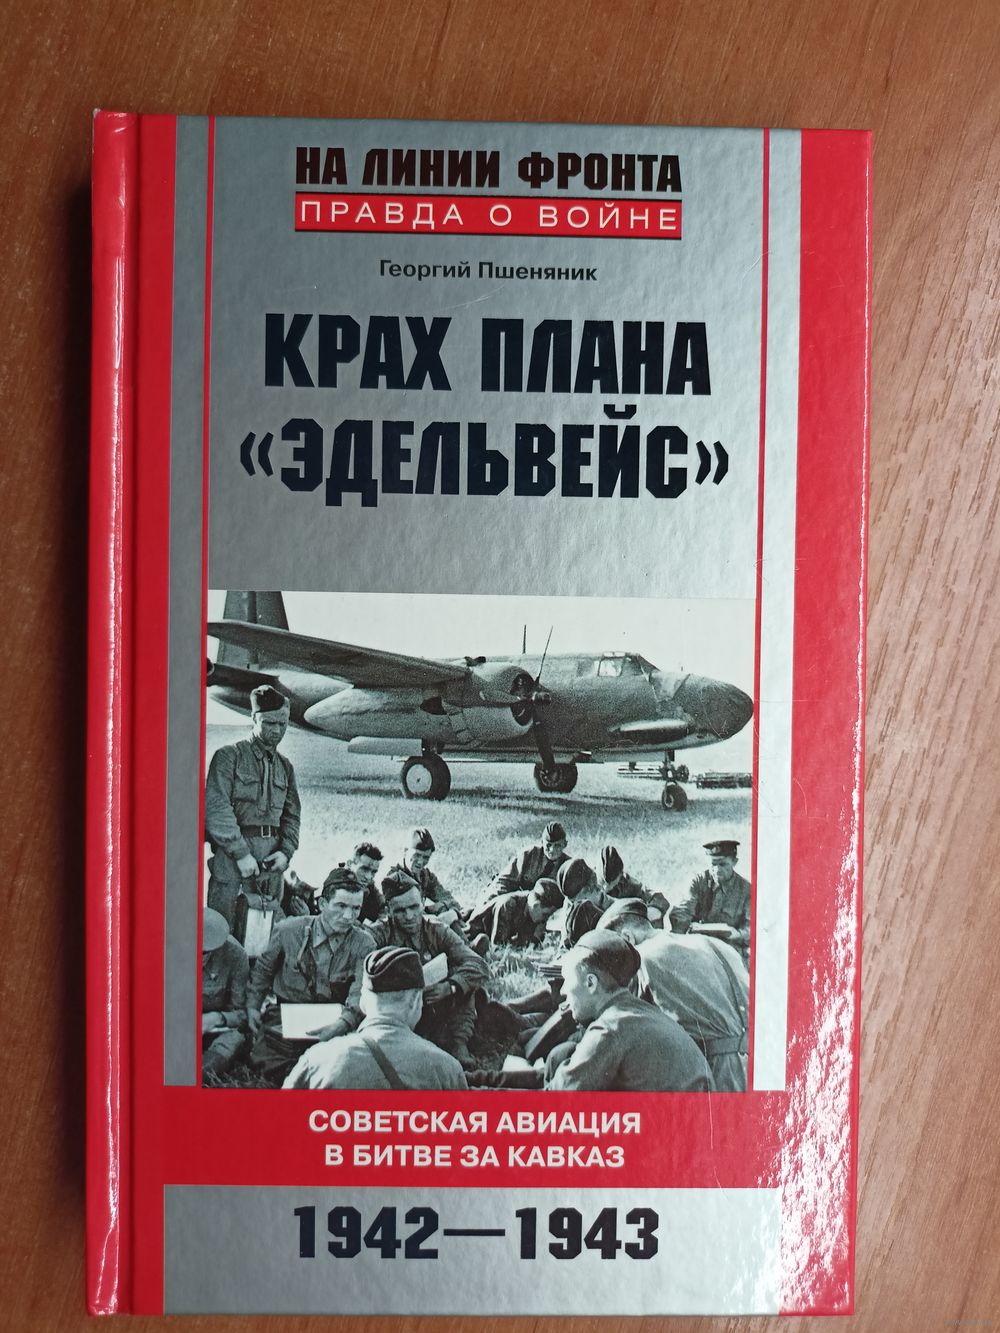 НА ЛИНИИ ФРОНТА
ПРАВДА О ВОЙНЕ
Георгий Пшеняник
КРАХ ПЛАНА
«ЭДЕЛЬВЕЙС»
СОВЕТСКАЯ АВИАЦИЯ
В БИТВЕ ЗА КАВКАЗ
1942—1943